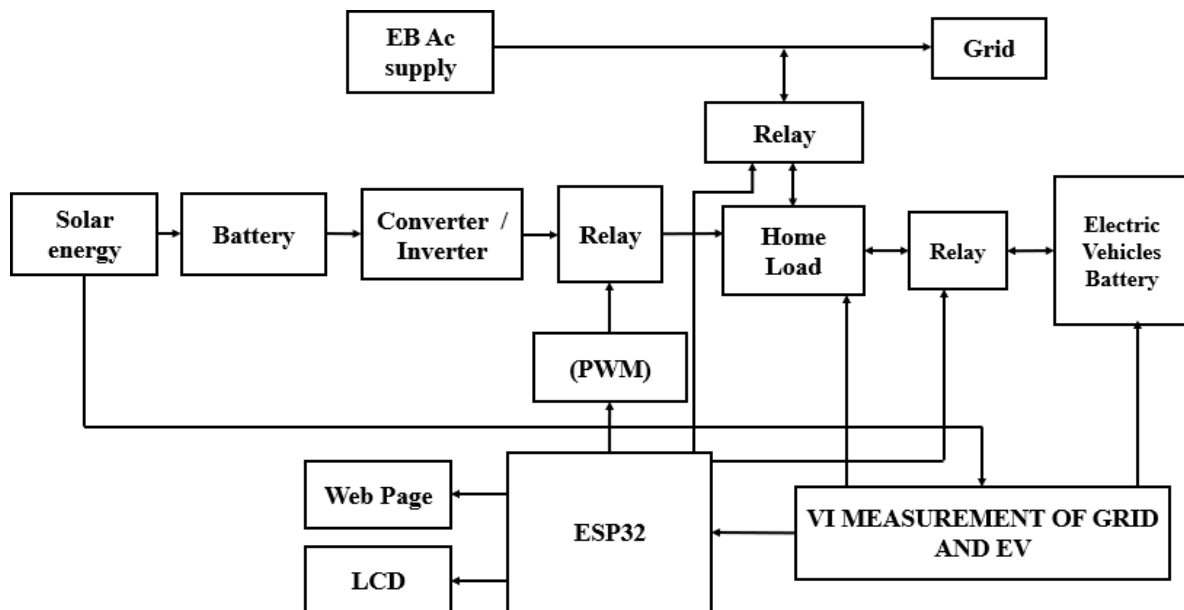 EB Ac
supply
Grid
Relay
Solar
energy
Battery
Converter / 
Inverter
Relay
Home
Load
Relay
Electric
Vehicles
Battery
(PWM)
Web Page
ESP32
VI MEASUREMENT OF GRID
AND EV
LCD